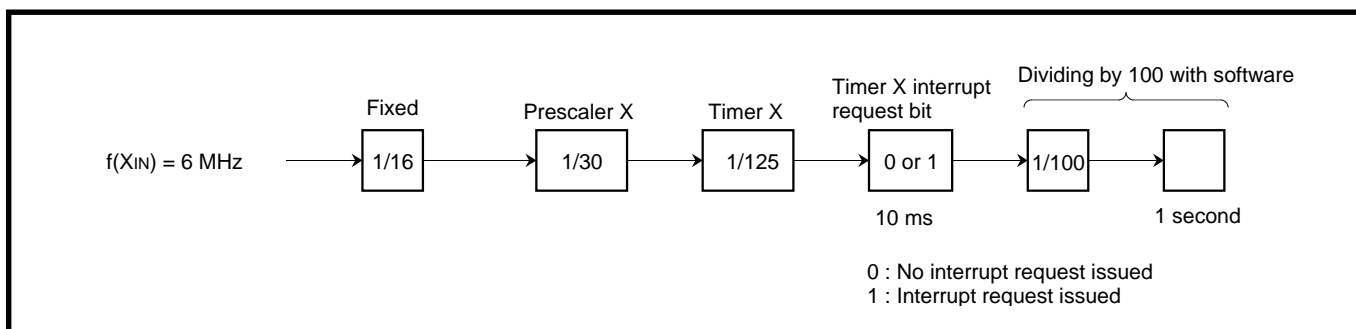 Dividing by 100 with software
Timer X interrupt
request bit
Fixed
Prescaler X
Timer X
f(XIN) = 6 MHz
1/16
1/30
1/125
0 or 1
1/100
10 ms
1 second
0 : No interrupt request issued
1 : Interrupt request issued